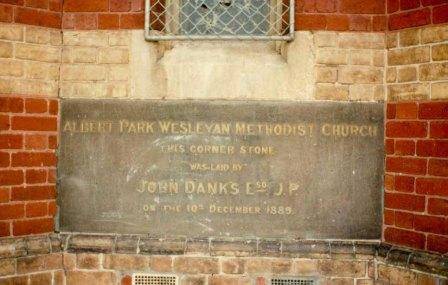 ALBERT PARK WESLEYAN METHODIST CHURCH
THIS CORNER STONE
WAS LAID BY
JOHN DANKS ESQ J.P
ON THE 10TH DECEMBER 1889.